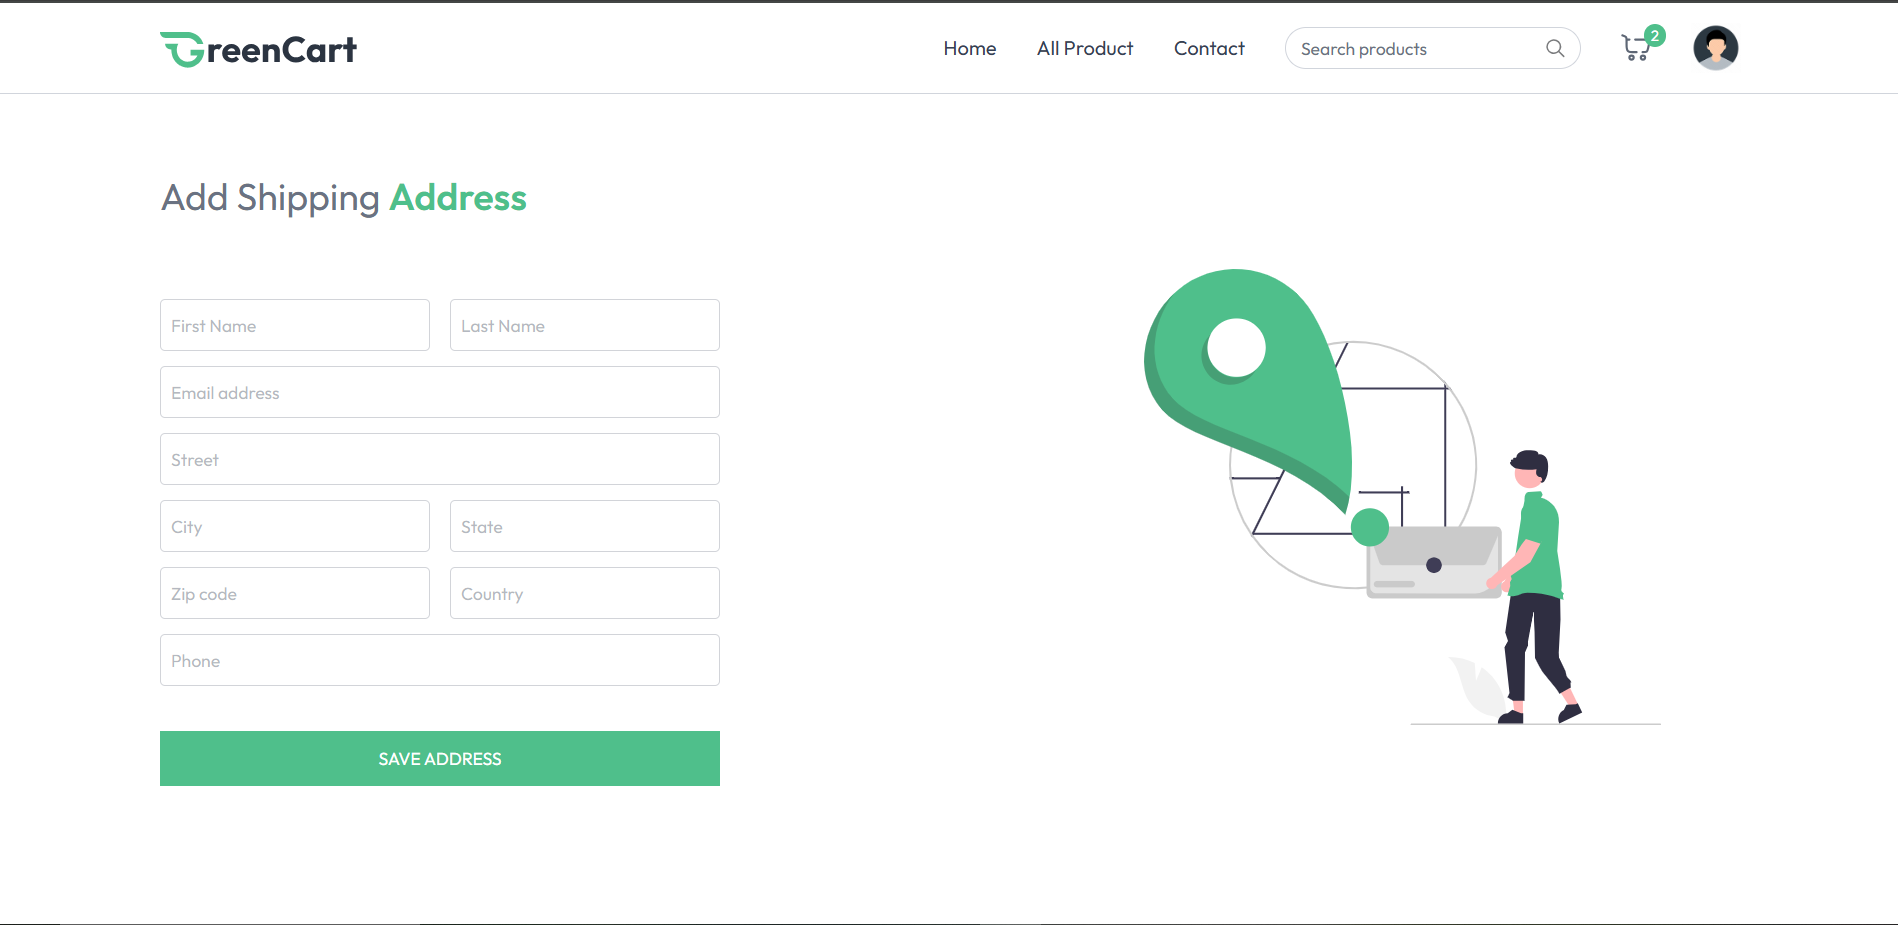 GreenCart
Home
All Product
Contact
Search products
2
Add Shipping Address
First Name
Last Name
Email address
Street
City
State
Zip code
Country
Phone
SAVE ADDRESS